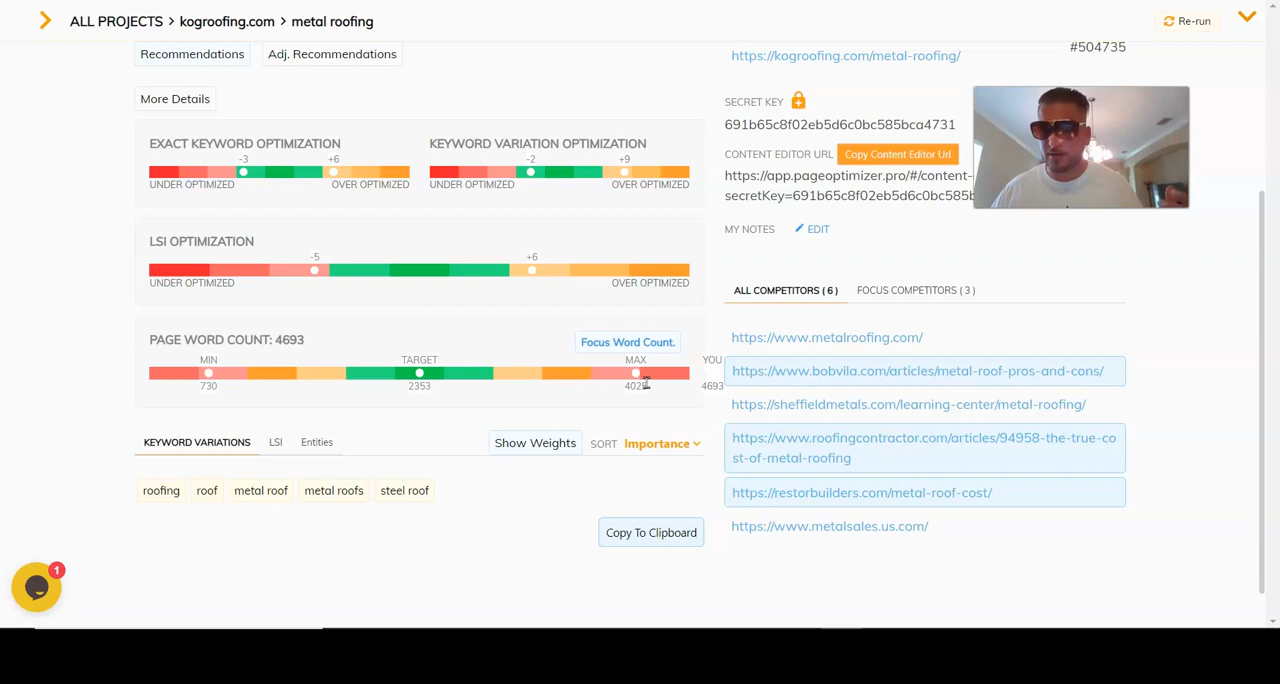 ALL PROJECTS > kogroofing.com > metal roofing
Re-run
Recommendations
Adj. Recommendations
More Details
EXACT KEYWORD OPTIMIZATION
-3
+6
UNDER OPTIMIZED
OVER OPTIMIZED
KEYWORD VARIATION OPTIMIZATION
-2
+9
UNDER OPTIMIZED
OVER OPTIMIZED
LSI OPTIMIZATION
-5
+6
UNDER OPTIMIZED
OVER OPTIMIZED
PAGE WORD COUNT: 4693
Focus Word Count.
MIN
TARGET
MAX
YOU
730
2353
4693
KEYWORD VARIATIONS
LSI
Entities
Show Weights
SORT
Importance
roofing
roof
metal roof
metal roofs
steel roof
Copy To Clipboard
1
https://kogroofing.com/metal-roofing/
#504735
SECRET KEY
691b65c8f02eb5d6c0bc585bca4731
CONTENT EDITOR URL
Copy Content Editor Url
https://app.pageoptimizer.pro/#/content-
secretKey=691b65c8f02eb5d6c0bc585b
MY NOTES
EDIT
ALL COMPETITORS ( 6 )
FOCUS COMPETITORS ( 3 )
https://www.metalroofing.com/
https://www.bobvila.com/articles/metal-roof-pros-and-cons/
https://sheffieldmetals.com/learning-center/metal-roofing/
https://www.roofingcontractor.com/articles/94958-the-true-co
st-of-metal-roofing
https://restorbuilders.com/metal-roof-cost/
https://www.metalsales.us.com/